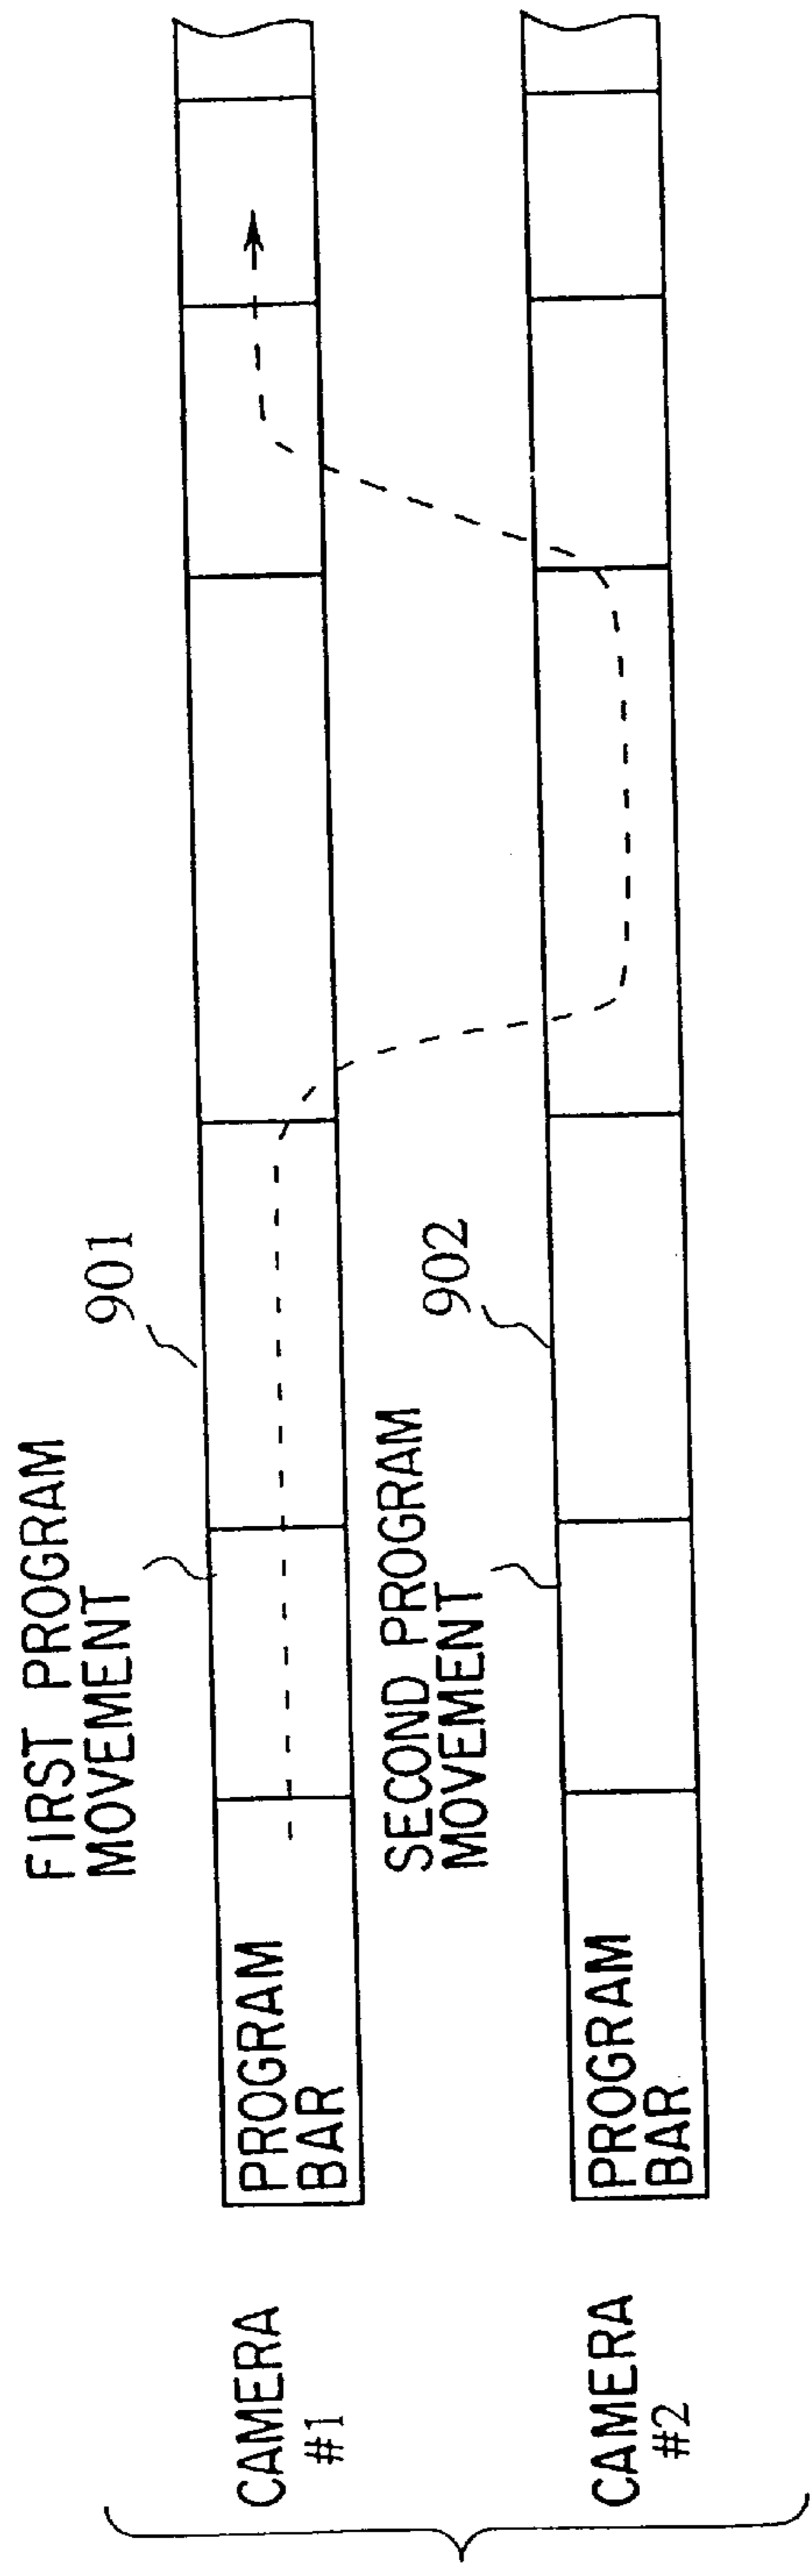 FIRST PROGRAM
MOVEMENT
901
CAMERA
#1
PROGRAM
BAR
SECOND PROGRAM
MOVEMENT
902
CAMERA
#2
PROGRAM
BAR